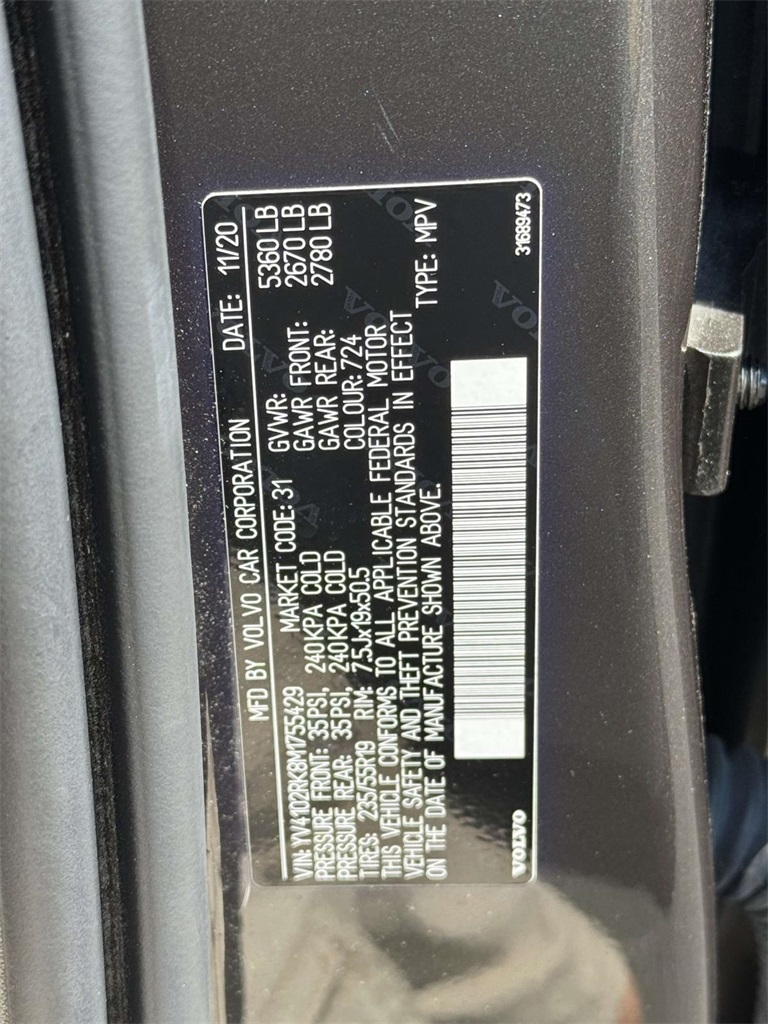 MFD BY VOLVO CAR CORPORATION DATE: 11/20
VIN: YV4102RK8M1755429 MARKET CODE: 31 GVWR: 5360 LB
PRESSURE FRONT: 35PSI, 240KPA COLD GAWR FRONT: 2670 LB
PRESSURE REAR: 35PSI, 240KPA COLD GAWR REAR: 2780 LB
TIRES: 235/55R19 RIM: 7.5Jx19x50.5 COLOUR: 724
THIS VEHICLE CONFORMS TO ALL APPLICABLE FEDERAL MOTOR
VEHICLE SAFETY AND THEFT PREVENTION STANDARDS IN EFFECT
ON THE DATE OF MANUFACTURE SHOWN ABOVE. TYPE: MPV
VOLVO 31689473